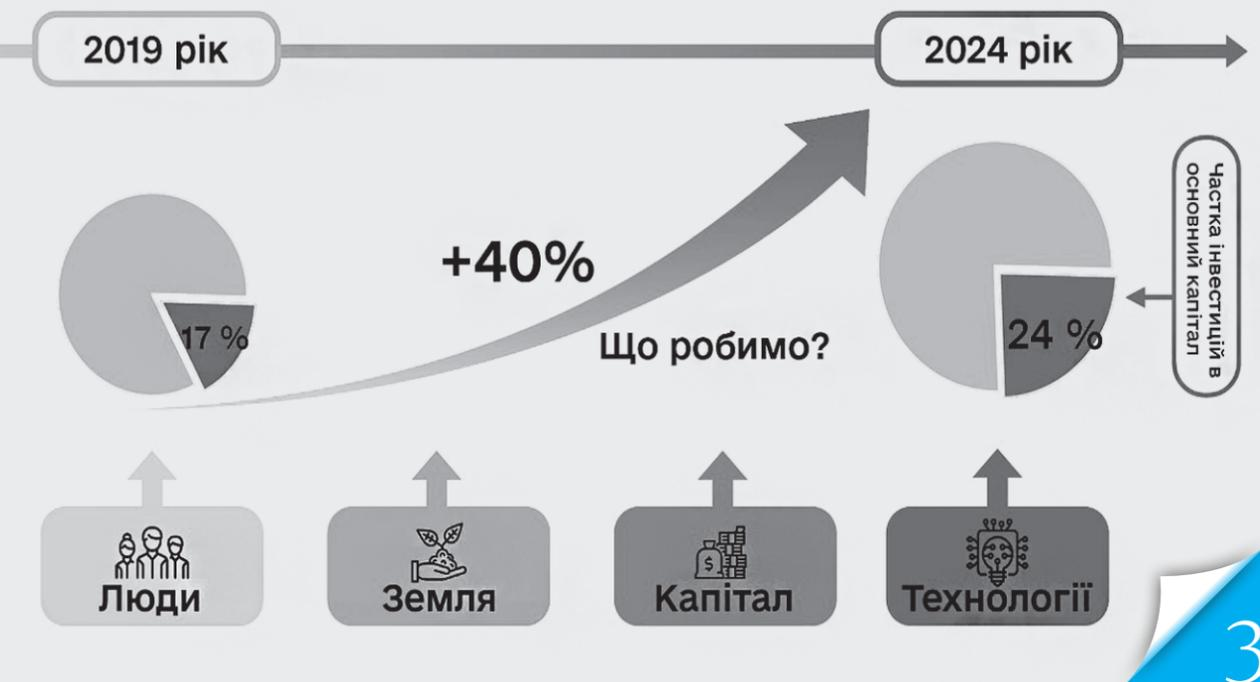 2019 рік
2024 рік
+40%
Що робимо?
17 %
24 %
Частка інвестицій в
основний капітал
Люди
Земля
Капітал
Технології
$
3